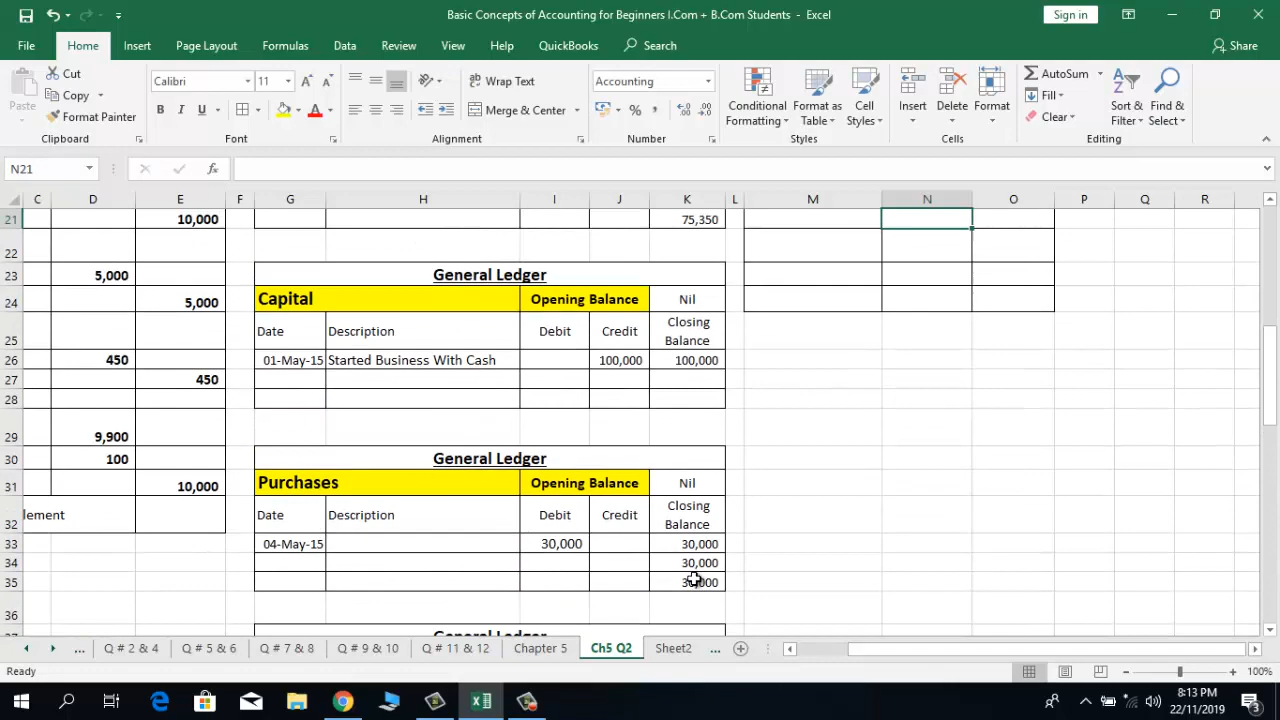 Basic Concepts of Accounting for Beginners I.Com + B.Com Students - Excel
Sign in
File Home Insert Page Layout Formulas Data Review View Help QuickBooks Search Share
Paste Cut Copy Format Painter
Calibri 11
B I U
Wrap Text
Merge & Center
Accounting
Conditional Formatting
Format as Table
Cell Styles
Insert Delete Format
AutoSum
Fill
Clear
Sort & Filter
Find & Select
Clipboard Font Alignment Number Styles Cells Editing
N21
C D E F G H I J K L M N O P Q R
21 10,000 75,350
22
23 5,000 General Ledger
24 5,000 Capital Opening Balance Nil
25 Date Description Debit Credit Closing Balance
26 450 01-May-15 Started Business With Cash 100,000 100,000
27 450
28
29 9,900
30 100 General Ledger
31 10,000 Purchases Opening Balance Nil
32 lement Date Description Debit Credit Closing Balance
33 04-May-15 30,000 30,000
34 30,000
35
36
General Ledger
... Q # 2 & 4 Q # 5 & 6 Q # 7 & 8 Q # 9 & 10 Q # 11 & 12 Chapter 5 Ch5 Q2 Sheet2 ...
Ready 100%
8:13 PM
22/11/2019
3